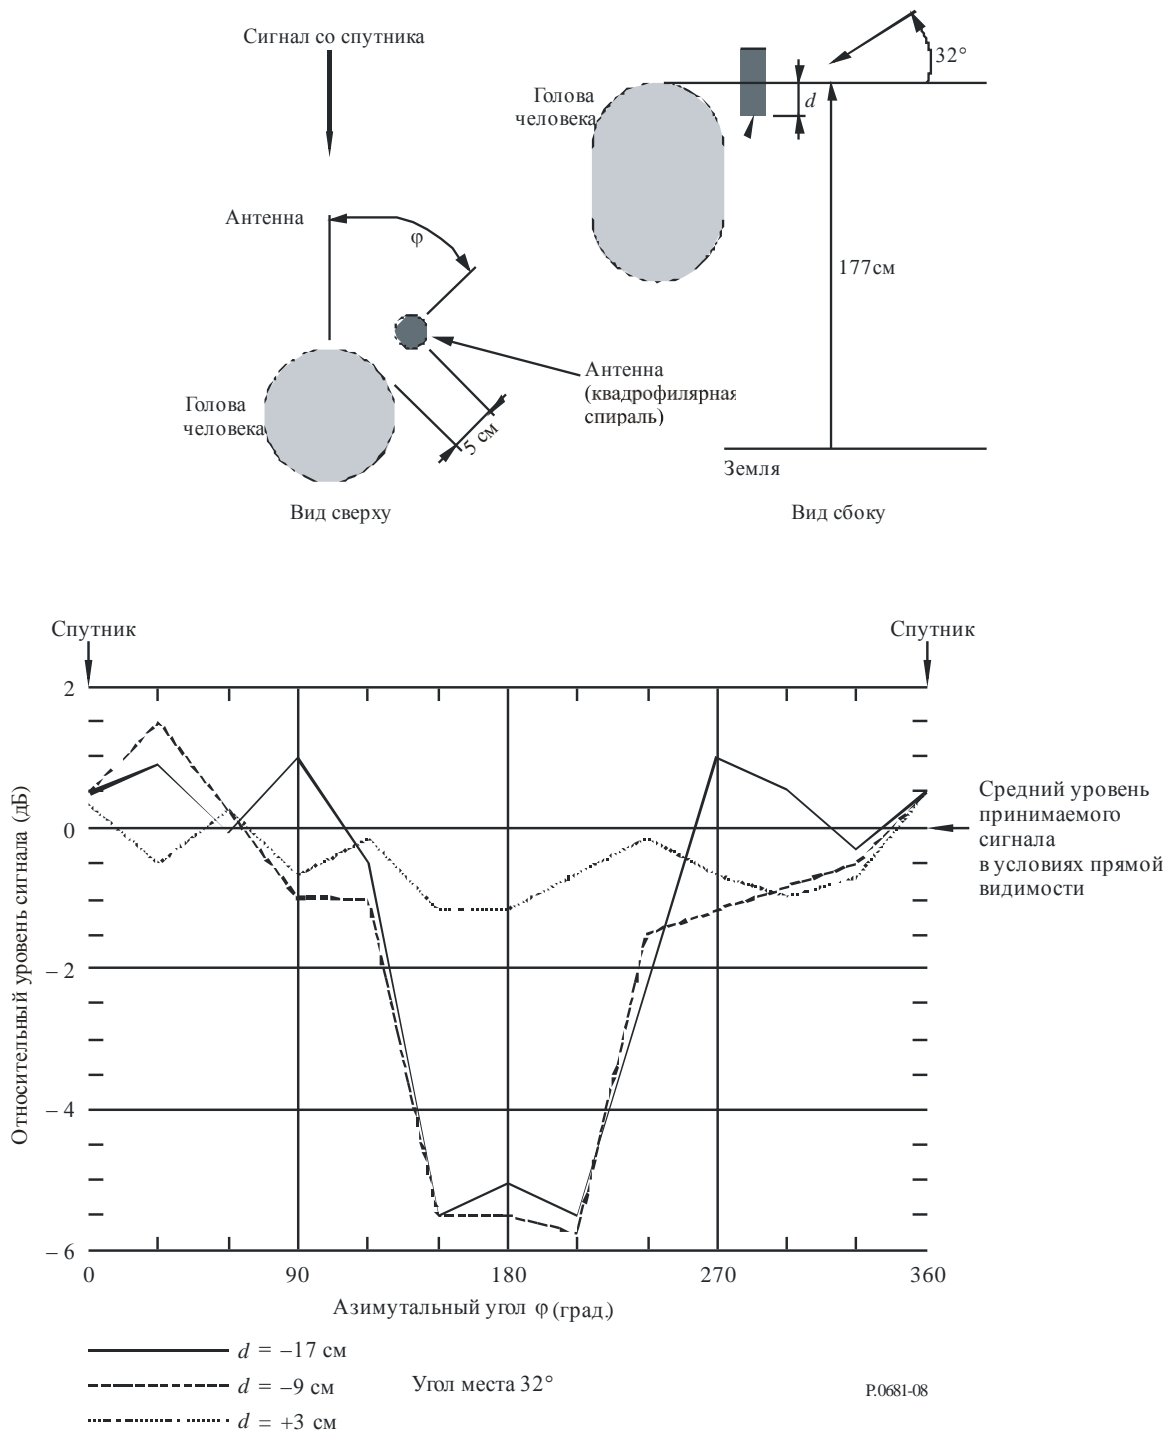 Сигнал со спутника
32°
Голова
человека
d
Антенна
φ
177см
Антенна
(квадрофилярная
спираль)
Голова
человека
5 см
Земля
Вид сверху
Вид сбоку
Спутник
Спутник
2
0
– 2
– 4
– 6
Относительный уровень сигнала (дБ)
Средний уровень
принимаемого
сигнала
в условиях прямой
видимости
0
90
180
270
360
Азимутальный угол φ (град.)
d = –17 см
d = –9 см
Угол места 32°
P.0681-08
d = +3 см